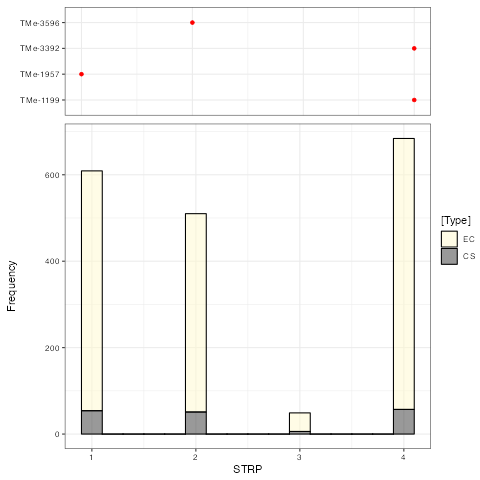 TMe-3596
TMe-3392
TMe-1957
TMe-1199
600
400
200
0
Frequency
1 2 3 4
STRP
[Type]
EC
CS